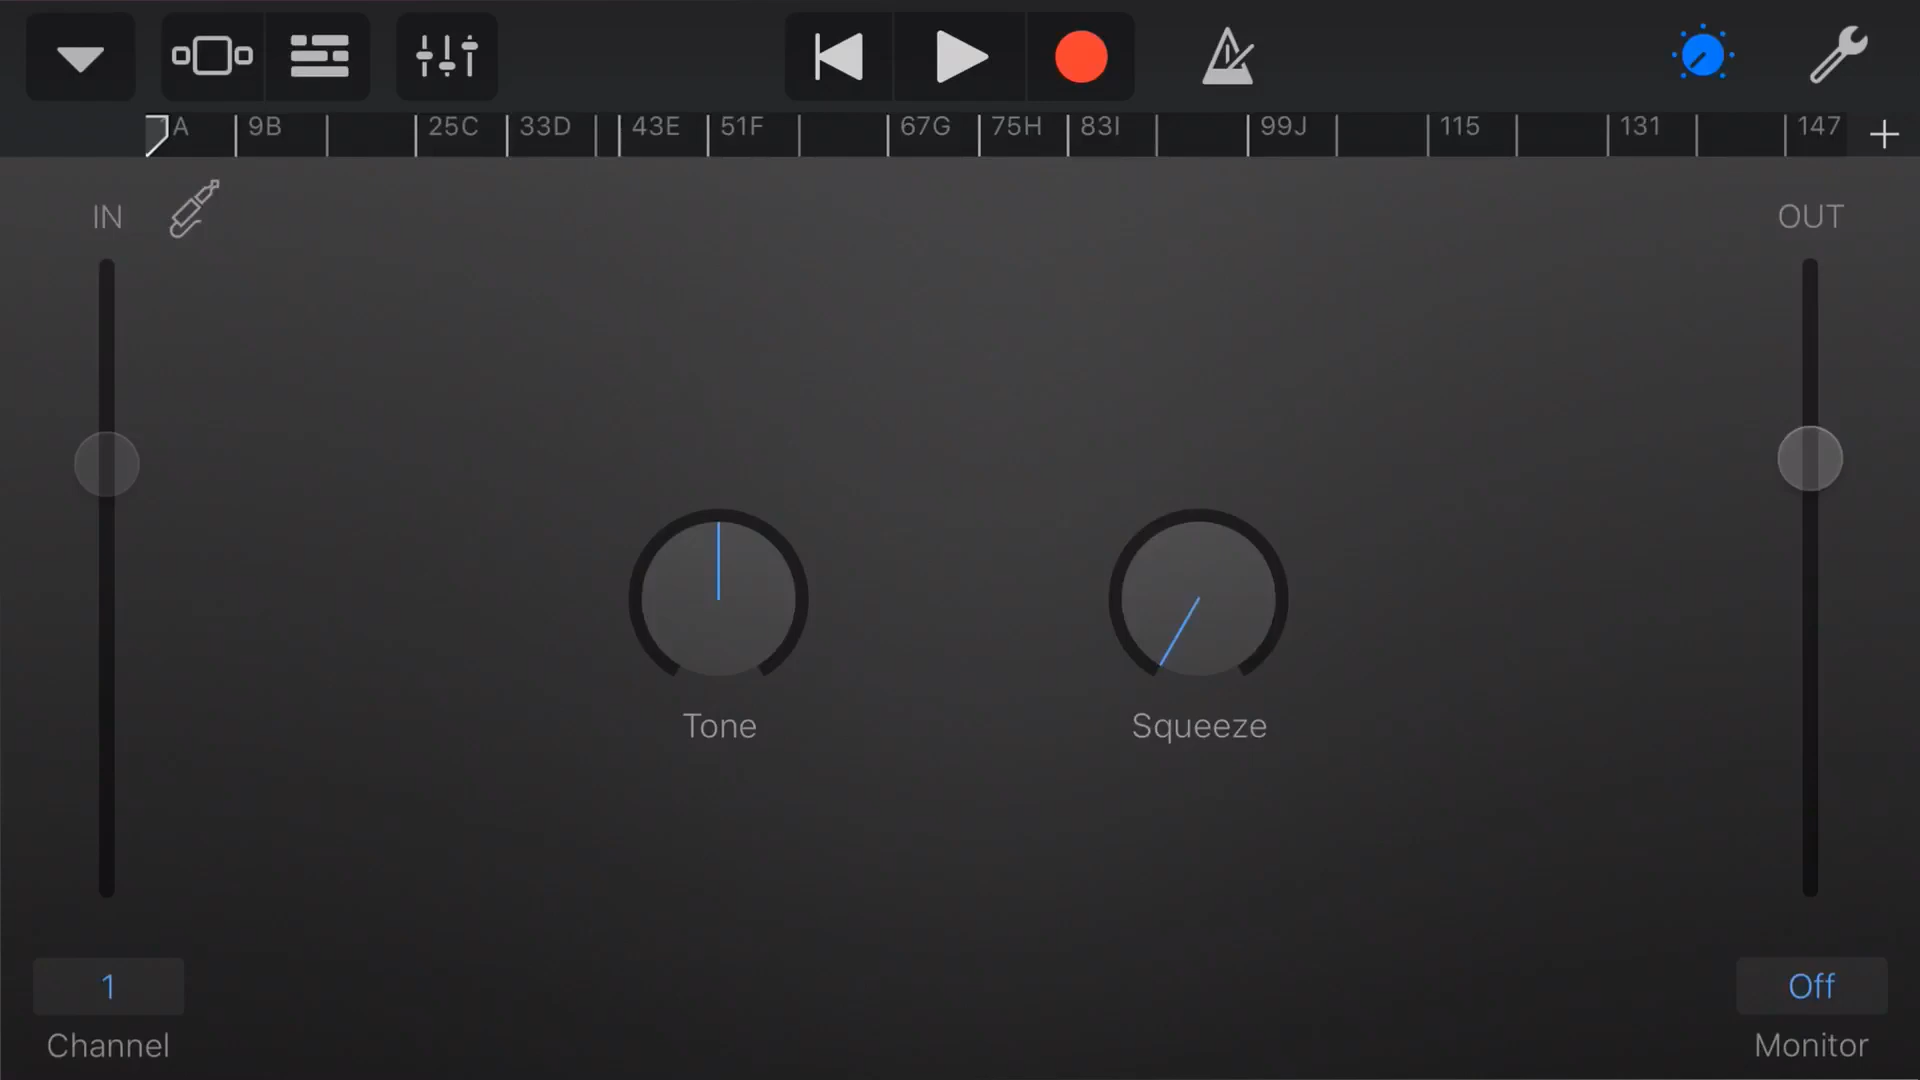 A 9B 25C 33D 43E 51F 67G 75H 83I 99J 115 131 147
IN OUT
Tone Squeeze
1 Off
Channel Monitor